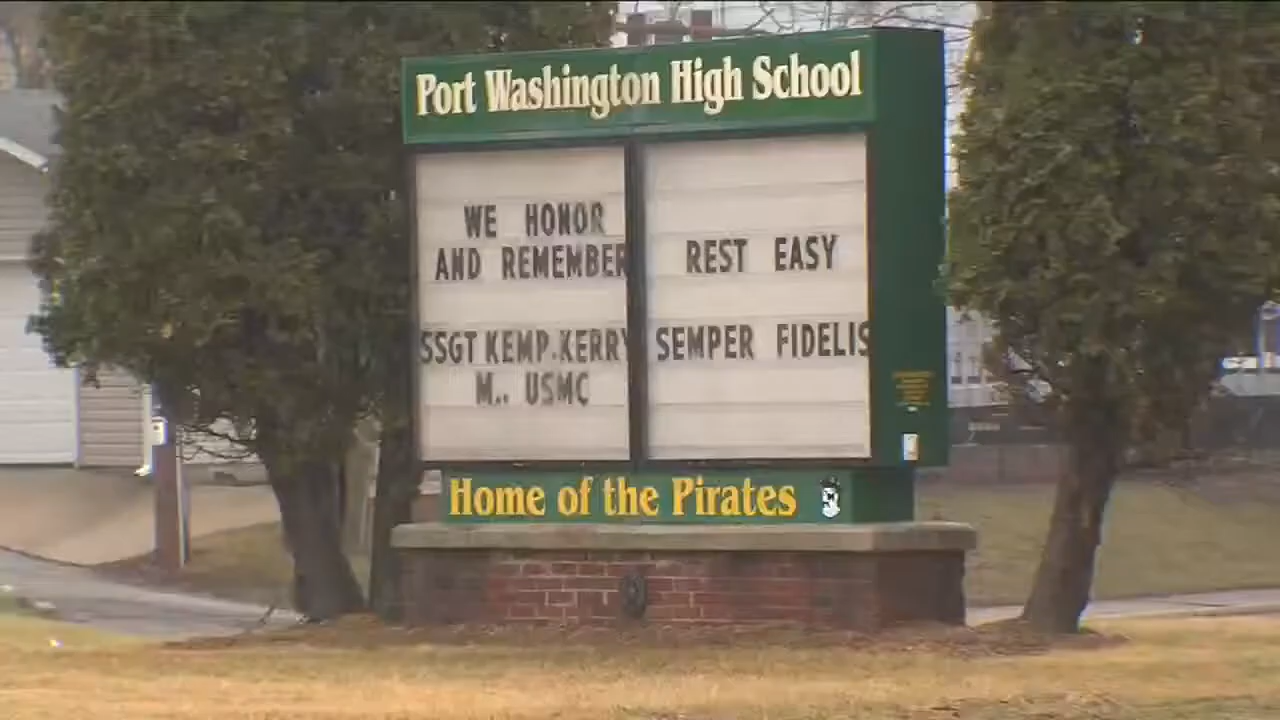 Port Washington High School
WE HONOR
AND REMEMBER
SSGT KEMP.KERRY
M.. USMC
REST EASY
SEMPER FIDELIS
Home of the Pirates